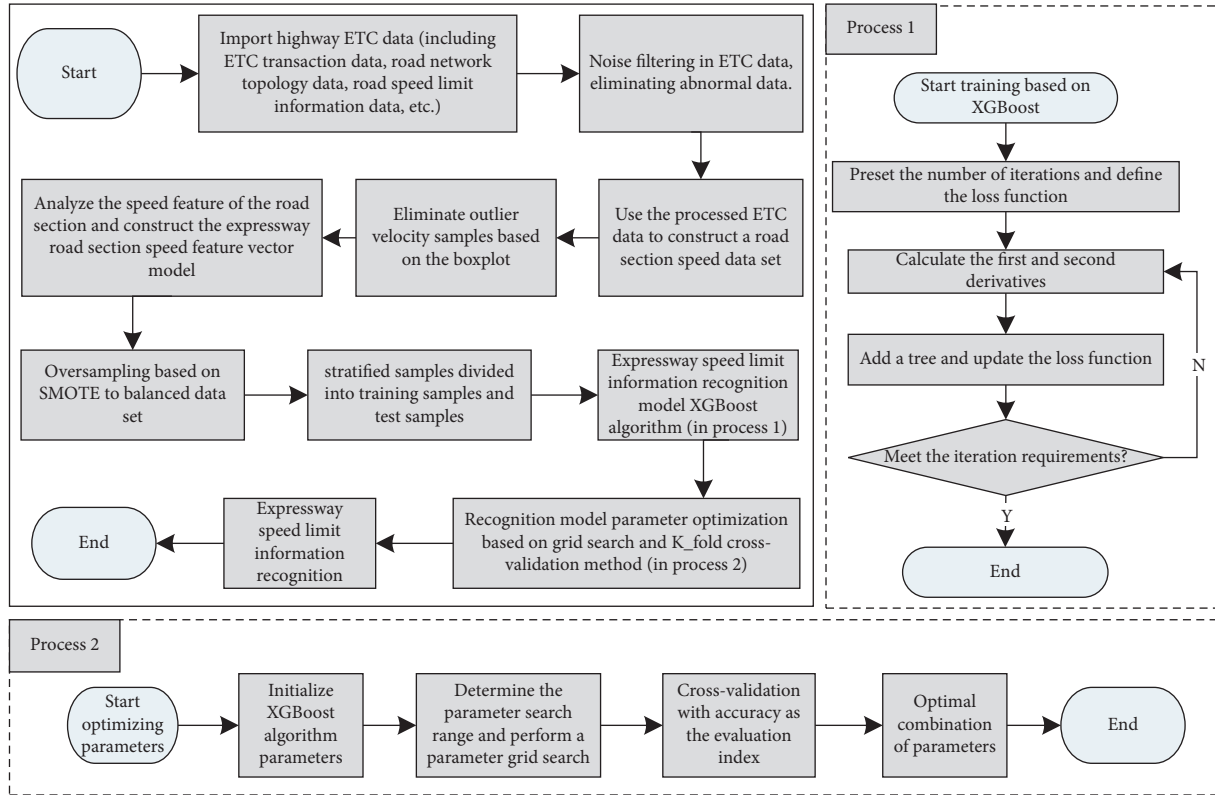 Start
Import highway ETC data (including
ETC transaction data, road network
topology data, road speed limit
information data, etc.)
Noise filtering in ETC data,
eliminating abnormal data.
Analyze the speed feature of the road
section and construct the expressway
road section speed feature vector
model
Eliminate outlier
velocity samples based
on the boxplot
Use the processed ETC
data to construct a road
section speed data set
Oversampling based on
SMOTE to balanced data
set
stratified samples divided
into training samples and
test samples
Expressway speed limit
information recognition
model XGBoost
algorithm (in process 1)
End
Expressway
speed limit
information
recognition
Recognition model parameter optimization
based on grid search and K_fold cross-
validation method (in process 2)
Process 1
Start training based on
XGBoost
Preset the number of iterations and define
the loss function
Calculate the first and second
derivatives
Add a tree and update the loss function
N
Meet the iteration requirements?
Y
End
Process 2
Start
optimizing
parameters
Initialize
XGBoost
algorithm
parameters
Determine the
parameter search
range and perform a
parameter grid search
Cross-validation
with accuracy as
the evaluation
index
Optimal
combination
of parameters
End